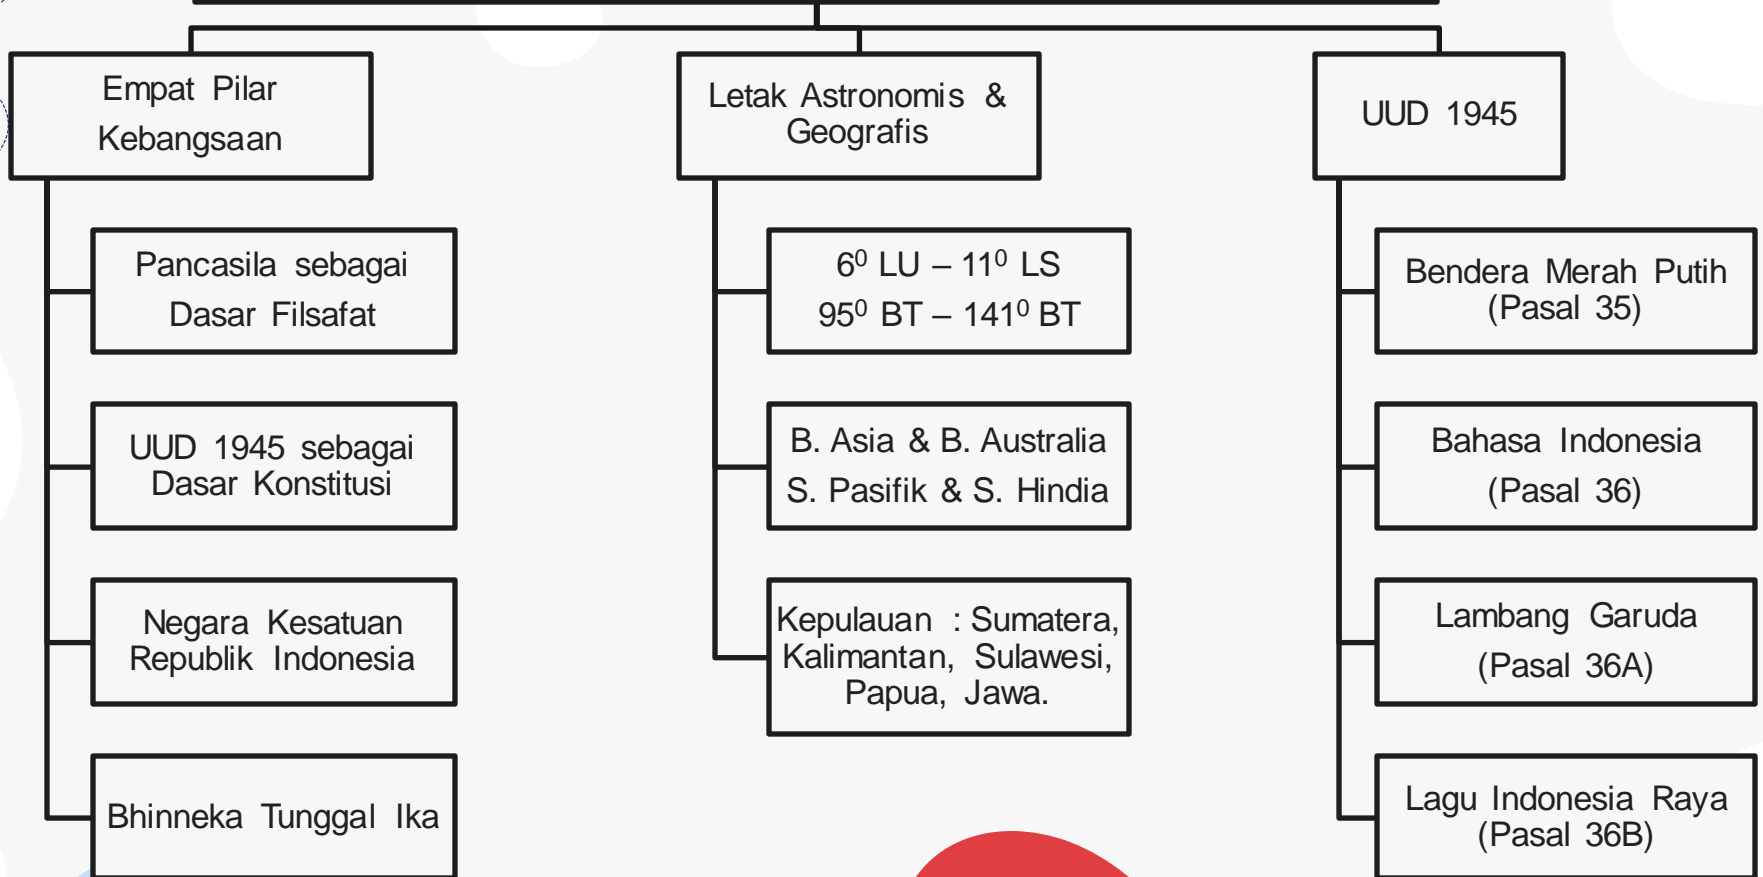 Empat Pilar
Kebangsaan
Pancasila sebagai
Dasar Filsafat
UUD 1945 sebagai
Dasar Konstitusi
Negara Kesatuan
Republik Indonesia
Bhinneka Tunggal Ika
Letak Astronomis &
Geografis
6⁰ LU – 11⁰ LS
95⁰ BT – 141⁰ BT
B. Asia & B. Australia
S. Pasifik & S. Hindia
Kepulauan : Sumatera,
Kalimantan, Sulawesi,
Papua, Jawa.
UUD 1945
Bendera Merah Putih
(Pasal 35)
Bahasa Indonesia
(Pasal 36)
Lambang Garuda
(Pasal 36A)
Lagu Indonesia Raya
(Pasal 36B)